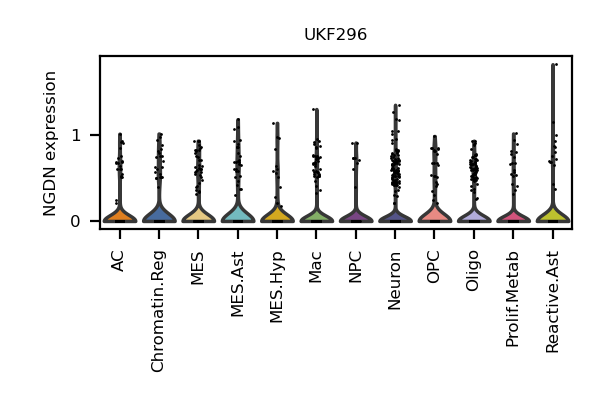 UKF296
NGDN expression
1
0
AC
Chromatin.Reg
MES
MES.Ast
MES.Hyp
Mac
NPC
Neuron
OPC
Oligo
Prolif.Metab
Reactive.Ast